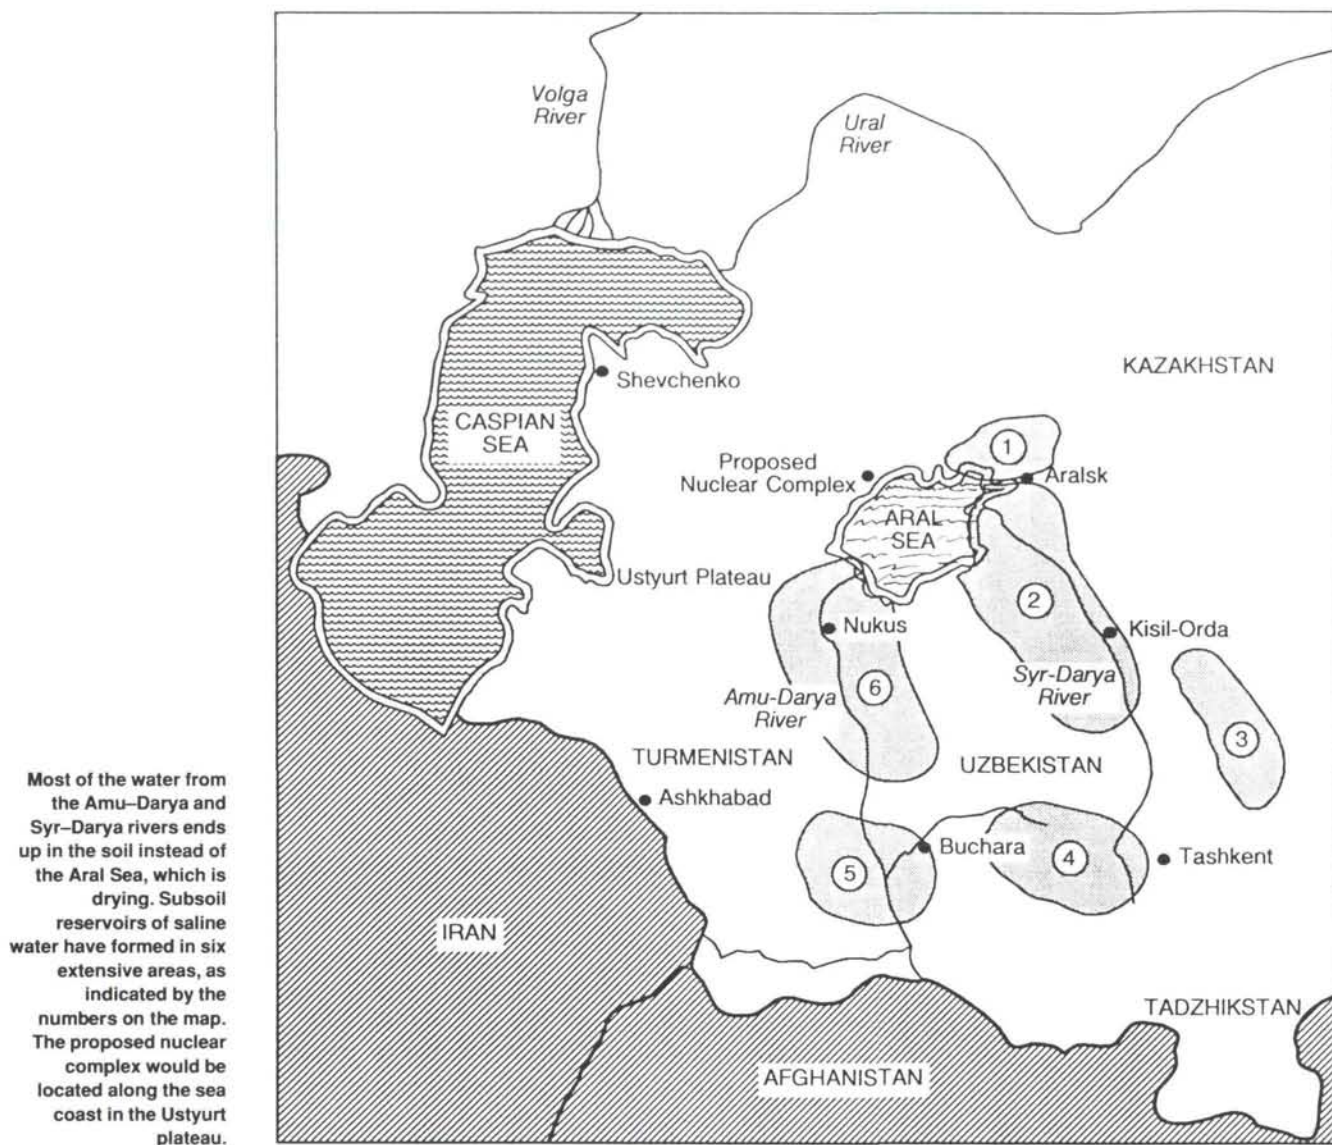 Volga
River
Ural
River
KAZAKHSTAN
Shevchenko
CASPIAN
SEA
1
Proposed
Nuclear Complex
Aralsk
ARAL
SEA
Ustyurt Plateau
2
Nukus
Kisil-Orda
Syr-Darya
River
6
Amu-Darya
River
3
TURMENISTAN
UZBEKISTAN
Ashkhabad
Buchara
4
Tashkent
5
IRAN
TADZHIKSTAN
AFGHANISTAN
Most of the water from
the Amu–Darya and
Syr–Darya rivers ends
up in the soil instead of
the Aral Sea, which is
drying. Subsoil
reservoirs of saline
water have formed in six
extensive areas, as
indicated by the
numbers on the map.
The proposed nuclear
complex would be
located along the sea
coast in the Ustyurt
plateau.